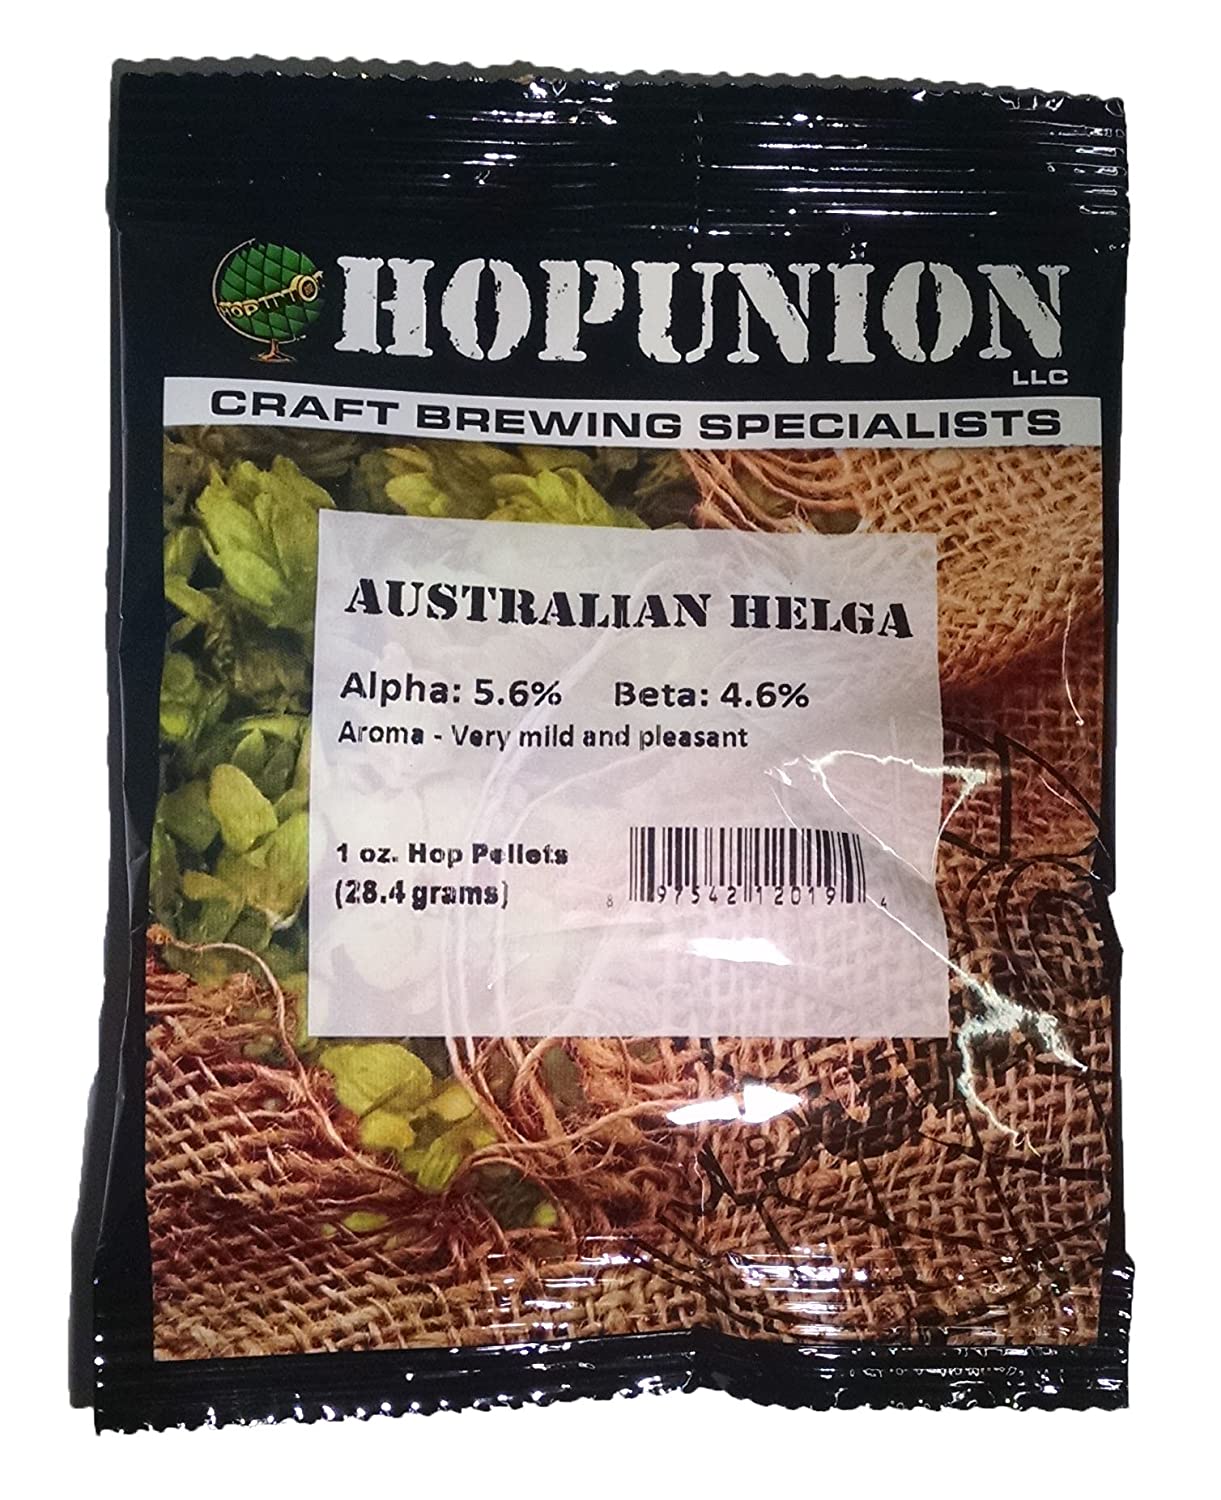 HOPUNION
LLC
CRAFT BREWING SPECIALISTS
AUSTRALIAN HELGA
Alpha: 5.6% Beta: 4.6%
Aroma - Very mild and pleasant
1 oz. Hop Pellets
(28.4 grams)
8 97542 12019 4